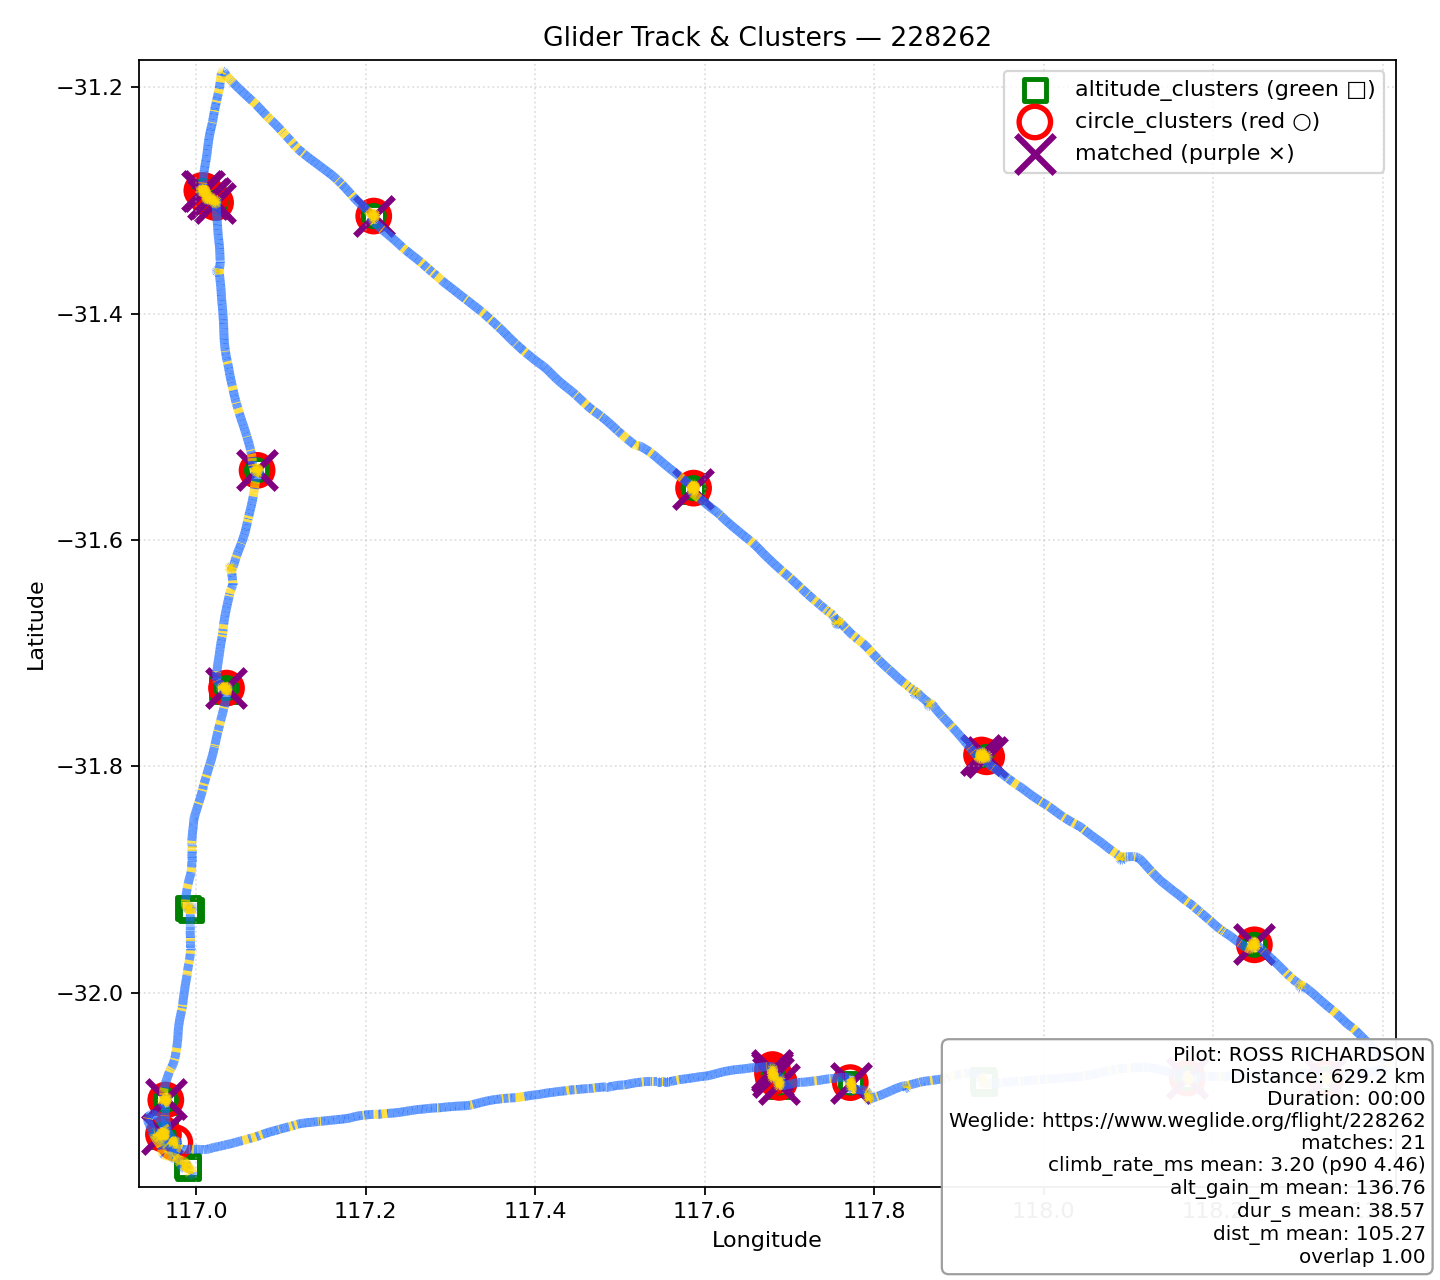 Glider Track & Clusters — 228262
altitude_clusters (green □)
circle_clusters (red ○)
matched (purple ×)
−31.2
−31.4
−31.6
−31.8
−32.0
Latitude
117.0
117.2
117.4
117.6
117.8
118.0
118.2
Longitude
Pilot: ROSS RICHARDSON
Distance: 629.2 km
Duration: 00:00
Weglide: https://www.weglide.org/flight/228262
matches: 21
climb_rate_ms mean: 3.20 (p90 4.46)
alt_gain_m mean: 136.76
dur_s mean: 38.57
dist_m mean: 105.27
overlap 1.00